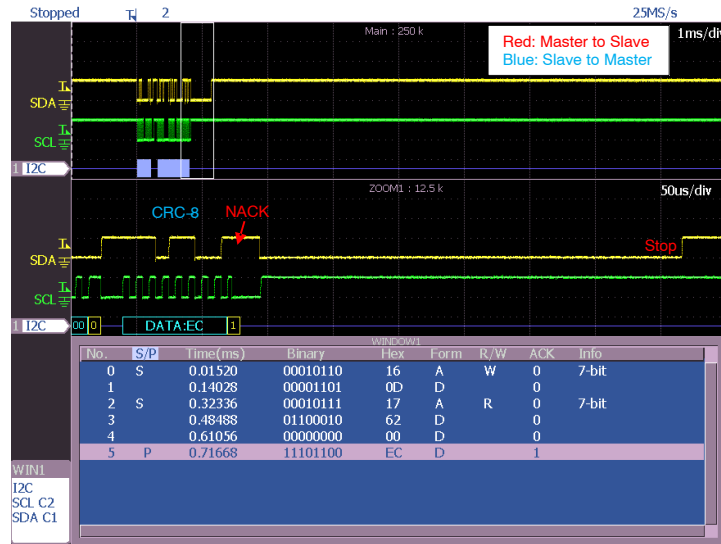 Stopped T 2 25MS/s
Main : 250 k 1ms/div
Red: Master to Slave
Blue: Slave to Master
T
SDA
T
SCL
1 I2C
ZOOM1 : 12.5 k 50us/div
CRC-8 NACK
T
SDA Stop
T
SCL
1 I2C 00 0 DATA:EC 1
WINDOW1
No. S/P Time(ms) Binary Hex Form R/W ACK Info
0 S 0.01520 00010110 16 A W 0 7-bit
1 0.14028 00001101 0D D 0
2 S 0.32336 00010111 17 A R 0 7-bit
3 0.48488 01100010 62 D 0
4 0.61056 00000000 00 D 0
5 P 0.71668 11101100 EC D 1
WIN1
I2C
SCL C2
SDA C1